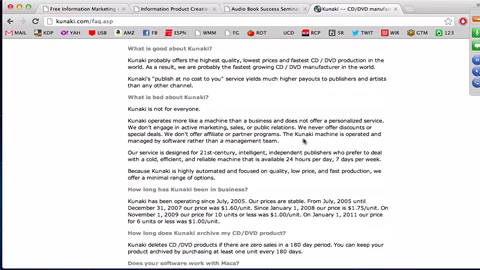 Free Information Marketing
Information Product Creatio
Audio Book Success Semina
Kunaki -- CD/DVD manufac
kunaki.com/faq.asp
KDP
YAHOO
FB
USB
MKT
UMKT
AMZ
RSS
GTM
123
RCD
What is good about Kunaki?
Kunaki probably offers the highest quality, lowest prices and fastest CD / DVD production in the
world. As a result, we are probably the fastest growing CD / DVD manufacturer in the world.
Kunaki's "publish at no cost to you" service yields much higher payouts to publishers and artists
than any other channel.
What is bad about Kunaki?
Kunaki is not for everyone.
Kunaki operates more like a machine than a business and does not offer a personalized service.
We don't engage in active marketing, sales, or public relations. We never offer discounts or
special deals. We don't offer affiliate or partner programs. The Kunaki machine is operated and
managed by software rather than a management team.
Our service is designed for 21st-century, intelligent, independent publishers who prefer to deal
with a cold, efficient, and reliable machine that is available 24 hours per day, 7 days per week.
Because Kunaki is highly automated and focused on quality, low price, and fast production, we
offer a minimal range of options.
How long has Kunaki been in business?
Kunaki has been operating since July, 2005. Our prices are stable. From July, 2005 until
December 31, 2007 our price was $1.60/unit. Since January 1, 2008 our price is $1.75/unit. On
November 1, 2009 our price for 10 units or less was $1.00/unit. On January 1, 2011 our price
for 6 units or less was $1.00/unit.
How long does Kunaki archive my CD/DVD product?
Kunaki deletes CD /DVD products if there are zero sales in a 180 day period. You can keep your
product archived by purchasing at least one unit every 180 days.
Does your software work with Macs?